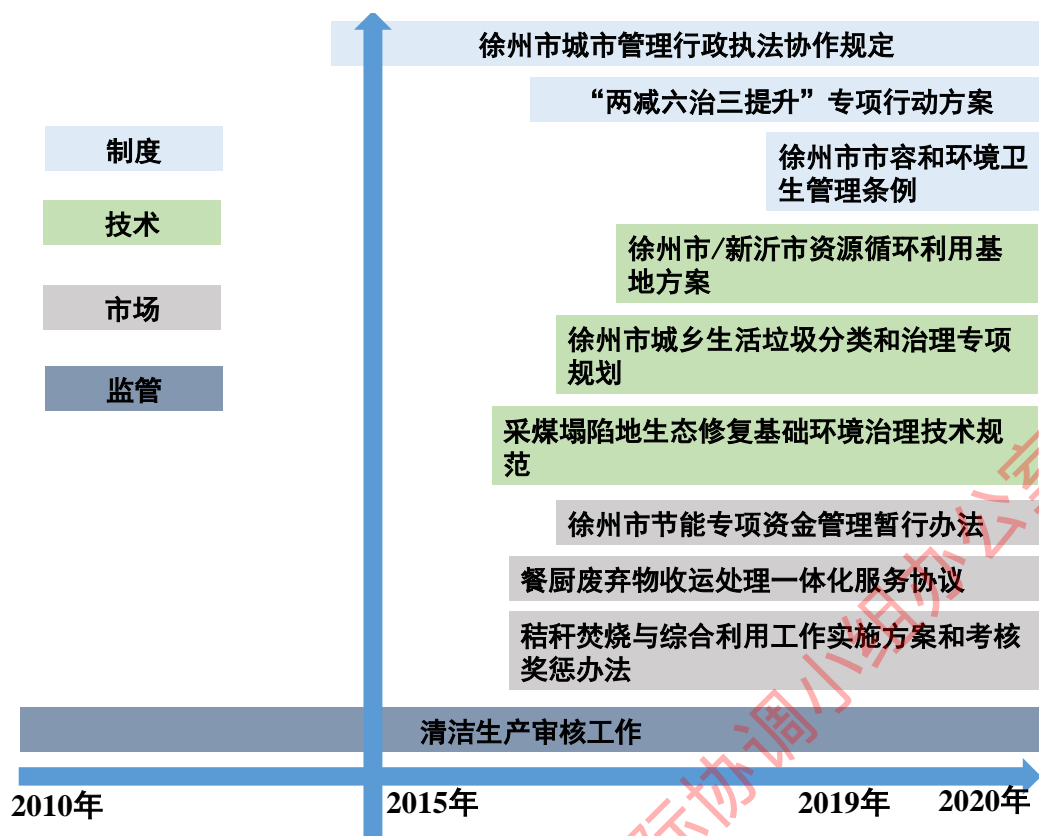 徐州市城市管理行政执法协作规定
“两减六治三提升”专项行动方案
制度
徐州市市容和环境卫
生管理条例
技术
徐州市/新沂市资源循环利用基
地方案
市场
徐州市城乡生活垃圾分类和治理专项
规划
监管
采煤塌陷地生态修复基础环境治理技术规
范
徐州市节能专项资金管理暂行办法
餐厨废弃物收运处理一体化服务协议
秸秆焚烧与综合利用工作实施方案和考核
奖惩办法
清洁生产审核工作
2010年
2015年
2019年
2020年
际协调小组办公室